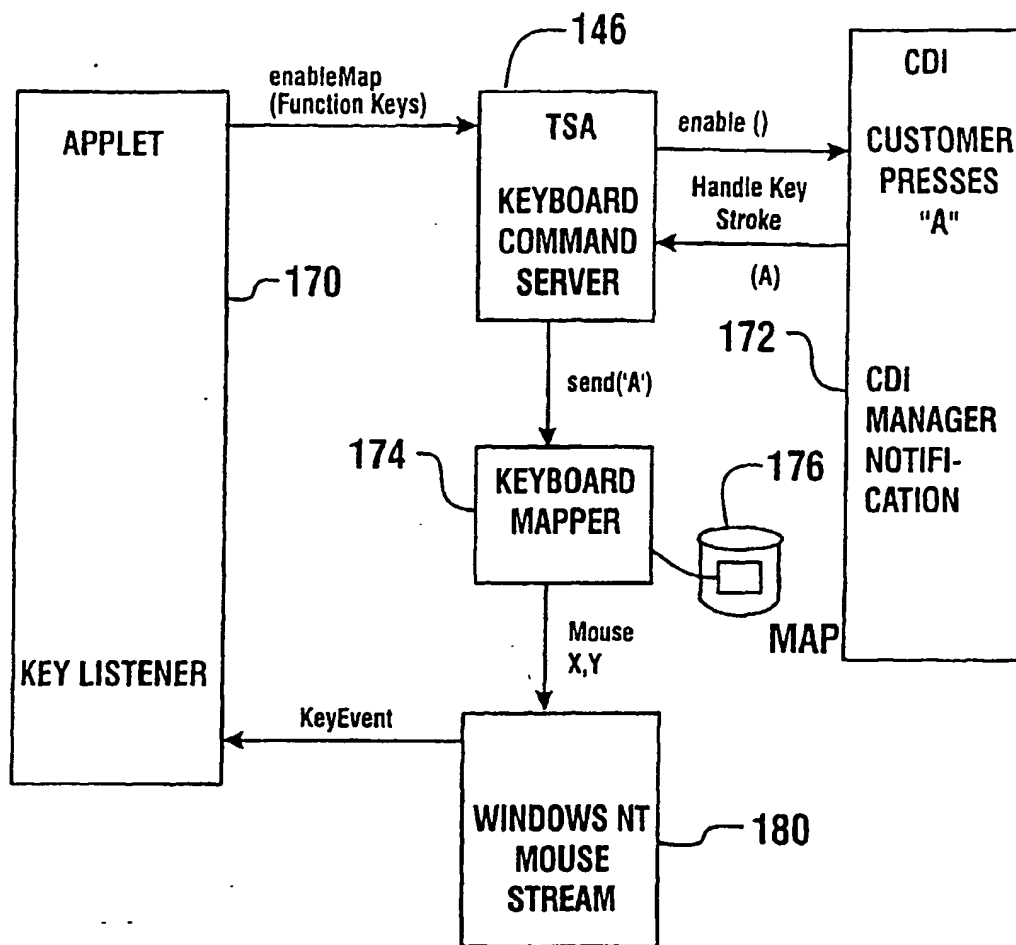 146
enableMap
(Function Keys)
APPLET
TSA
KEYBOARD
COMMAND
SERVER
enable ()
Handle Key
Stroke
(A)
CDI
CUSTOMER
PRESSES
"A"
170
172
CDI
MANAGER
NOTIFI-
CATION
send('A')
174
KEYBOARD
MAPPER
176
MAP
Mouse
X,Y
KEY LISTENER
KeyEvent
WINDOWS NT
MOUSE
STREAM
180